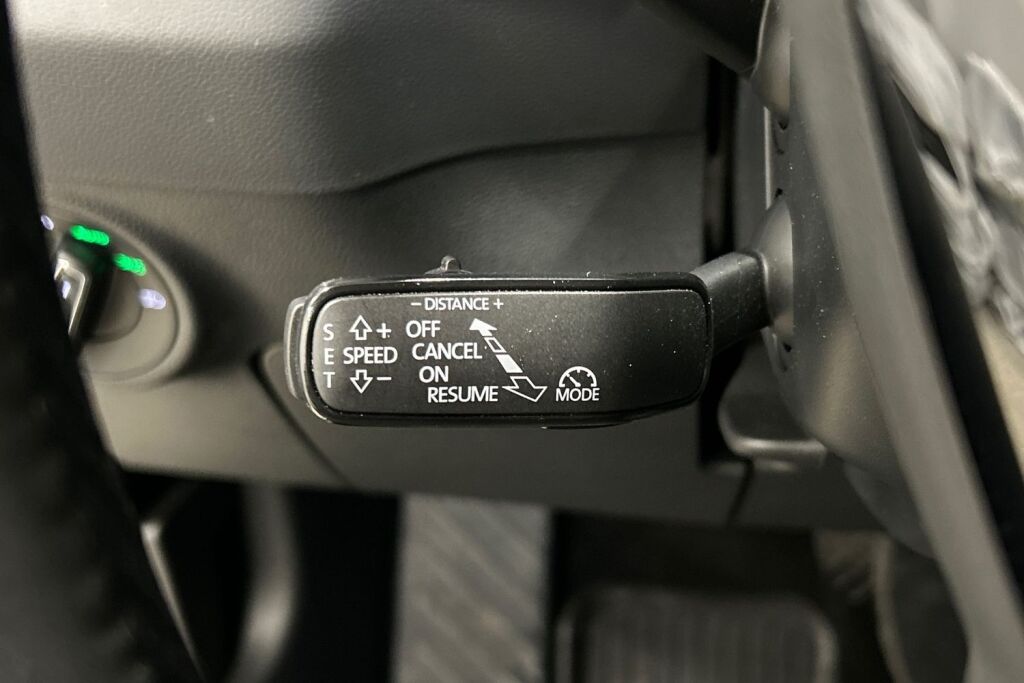 - DISTANCE +
S E T
+
SPEED
-
OFF
CANCEL
ON
RESUME
MODE